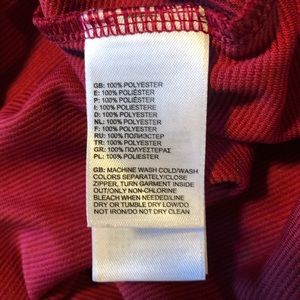 GB: 100% POLYESTER
E: 100% POLIÉSTER
P: 100% POLIÉSTER
I: 100% POLIESTERE
D: 100% POLYESTER
NL: 100% POLYESTER
F: 100% POLYESTER
RU: 100% ПОЛИЭСТЕР
TR: 100% POLYESTER
GR: 100% ΠΟΛΥΕΣΤΕΡΑΣ
PL: 100% POLIESTER
GB: MACHINE WASH COLD/WASH
COLORS SEPARATELY/CLOSE
ZIPPER, TURN GARMENT INSIDE
OUT/ONLY NON-CHLORINE
BLEACH WHEN NEEDED/LINE
DRY OR TUMBLE DRY LOW/DO
NOT IRON/DO NOT DRY CLEAN